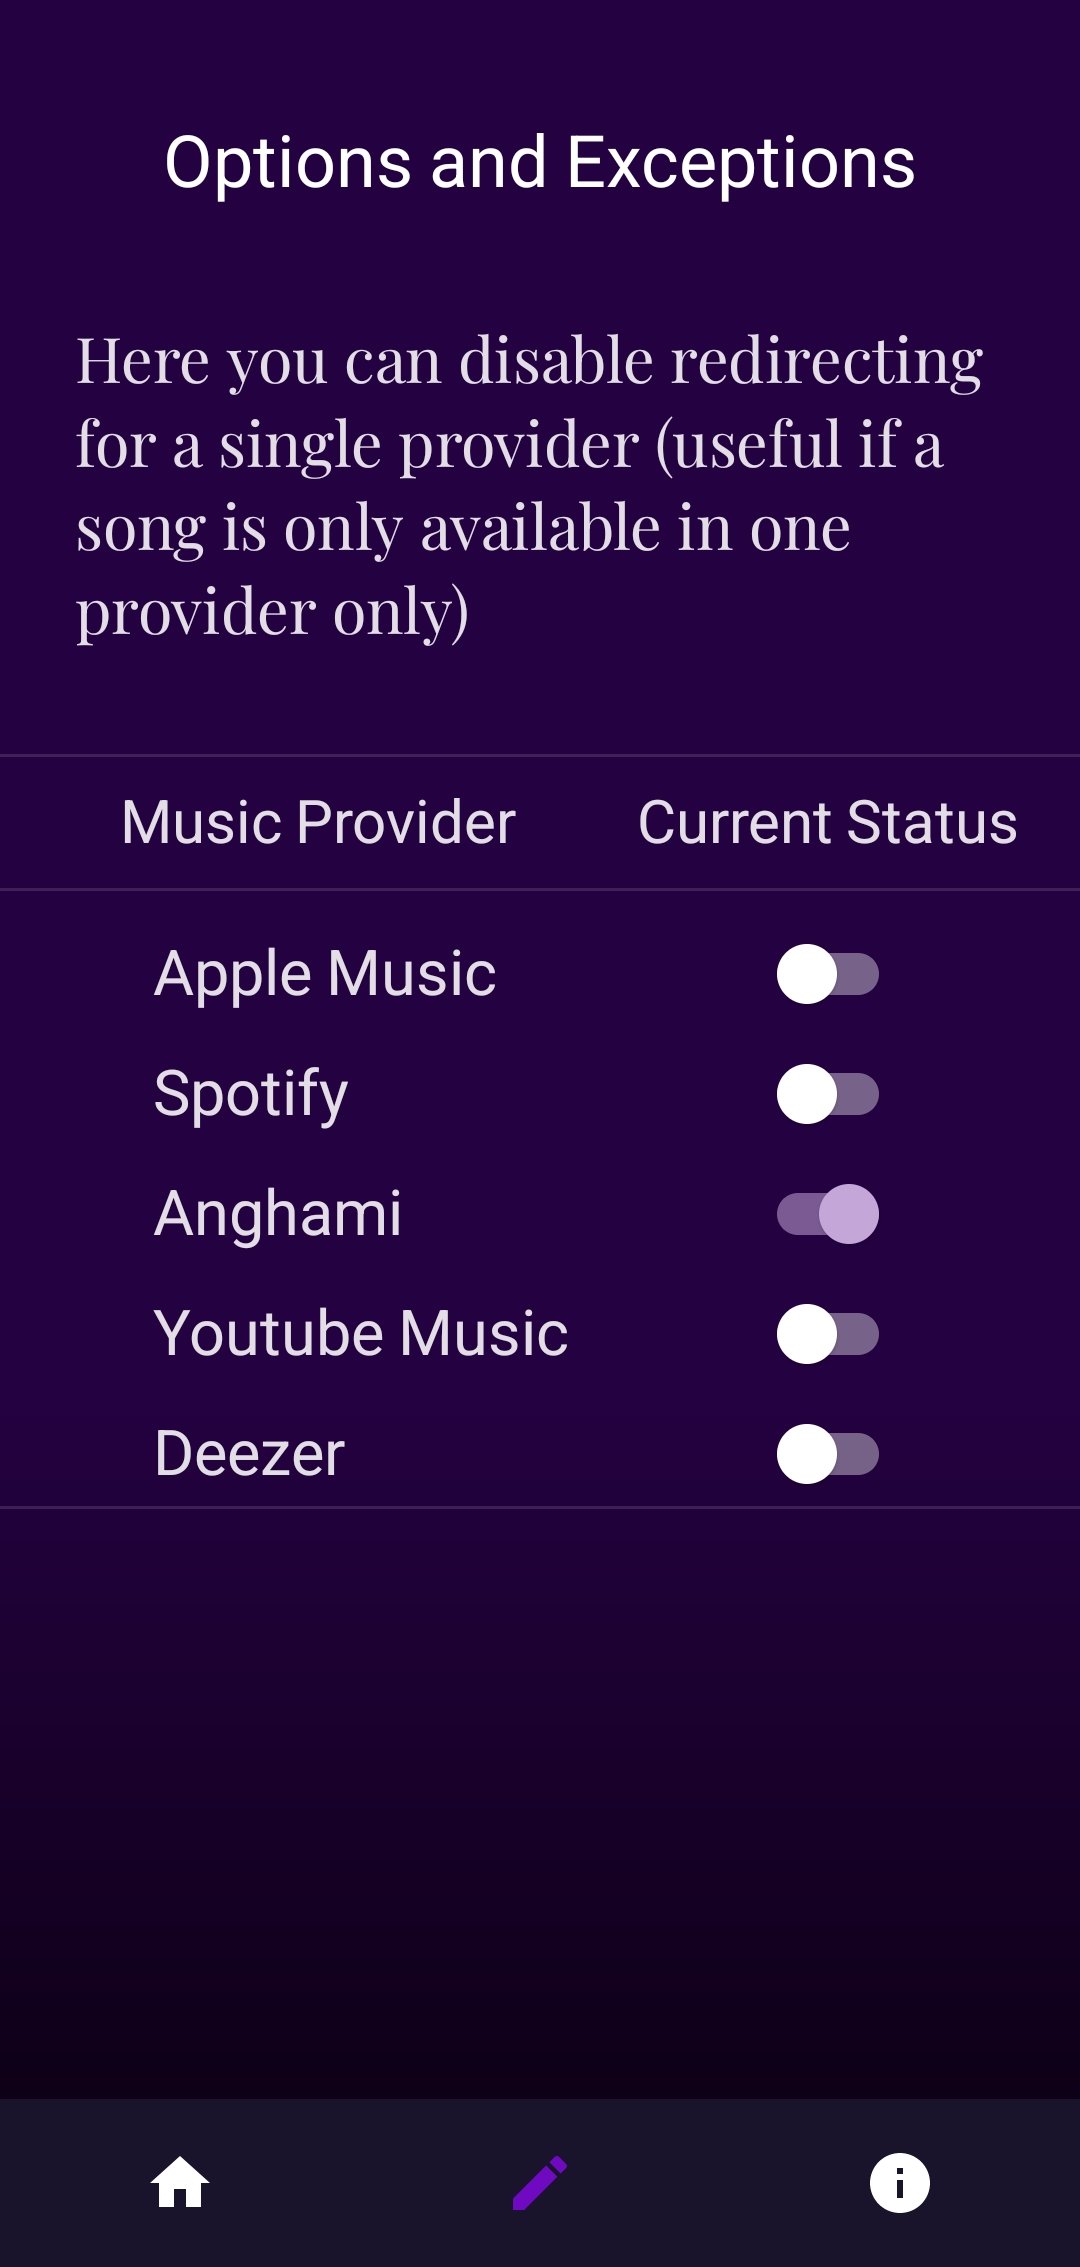 Options and Exceptions
Here you can disable redirecting
for a single provider (useful if a
song is only available in one
provider only)
Music Provider Current Status
Apple Music
Spotify
Anghami
Youtube Music
Deezer